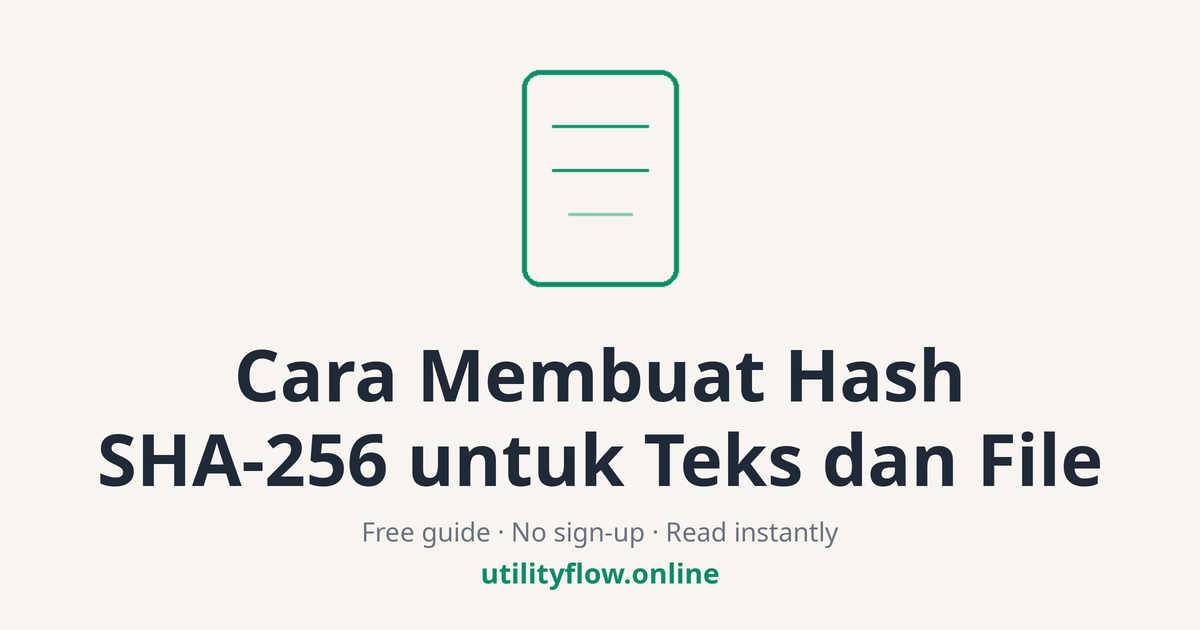 Cara Membuat Hash
SHA-256 untuk Teks dan File
Free guide · No sign-up · Read instantly
utilityflow.online